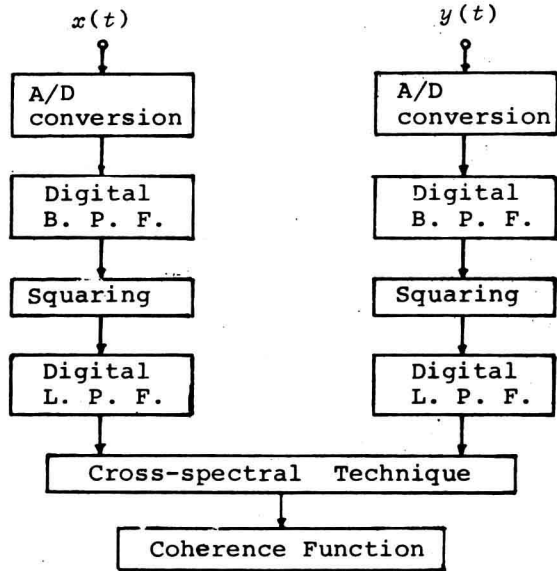 x(t)
y(t)
A/D
conversion
A/D
conversion
Digital
B. P. F.
Digital
B. P. F.
Squaring
Squaring
Digital
L. P. F.
Digital
L. P. F.
Cross-spectral Technique
Coherence Function